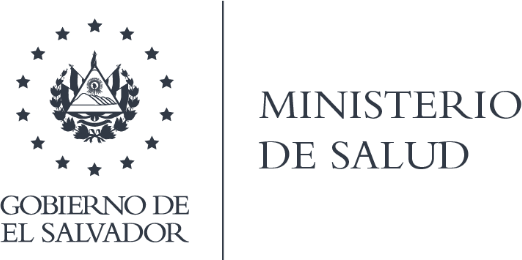 GOBIERNO DE
EL SALVADOR
MINISTERIO
DE SALUD